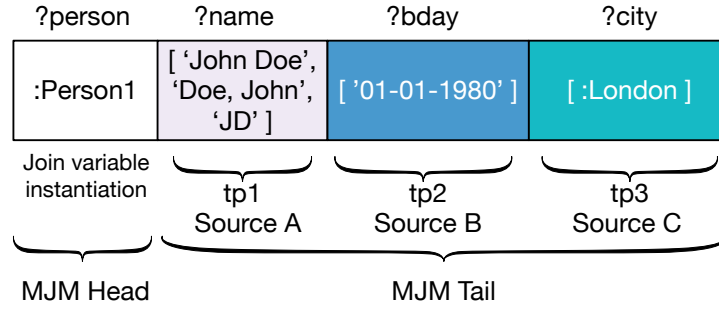 ?person ?name ?bday ?city
:Person1
[ ‘John Doe’,
‘Doe, John’,
‘JD’ ]
[ ’01-01-1980’ ]
[ :London ]
Join variable
instantiation
tp1
Source A
tp2
Source B
tp3
Source C
MJM Head
MJM Tail